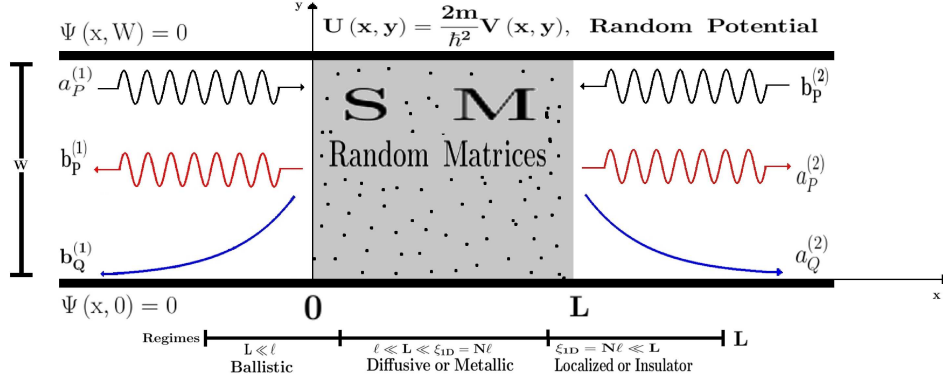 y
Ψ (x, W) = 0
U (x, y) = 2m/ħ² V (x, y), Random Potential
a_P^(1)
b_P^(2)
S M
Random Matrices
W
b_P^(1)
a_P^(2)
b_Q^(1)
a_Q^(2)
Ψ (x, 0) = 0
0
L
x
Regimes
L ≪ ℓ
ℓ ≪ L ≪ ξ_1D = Nℓ
ξ_1D = Nℓ ≪ L
L
Ballistic
Diffusive or Metallic
Localized or Insulator